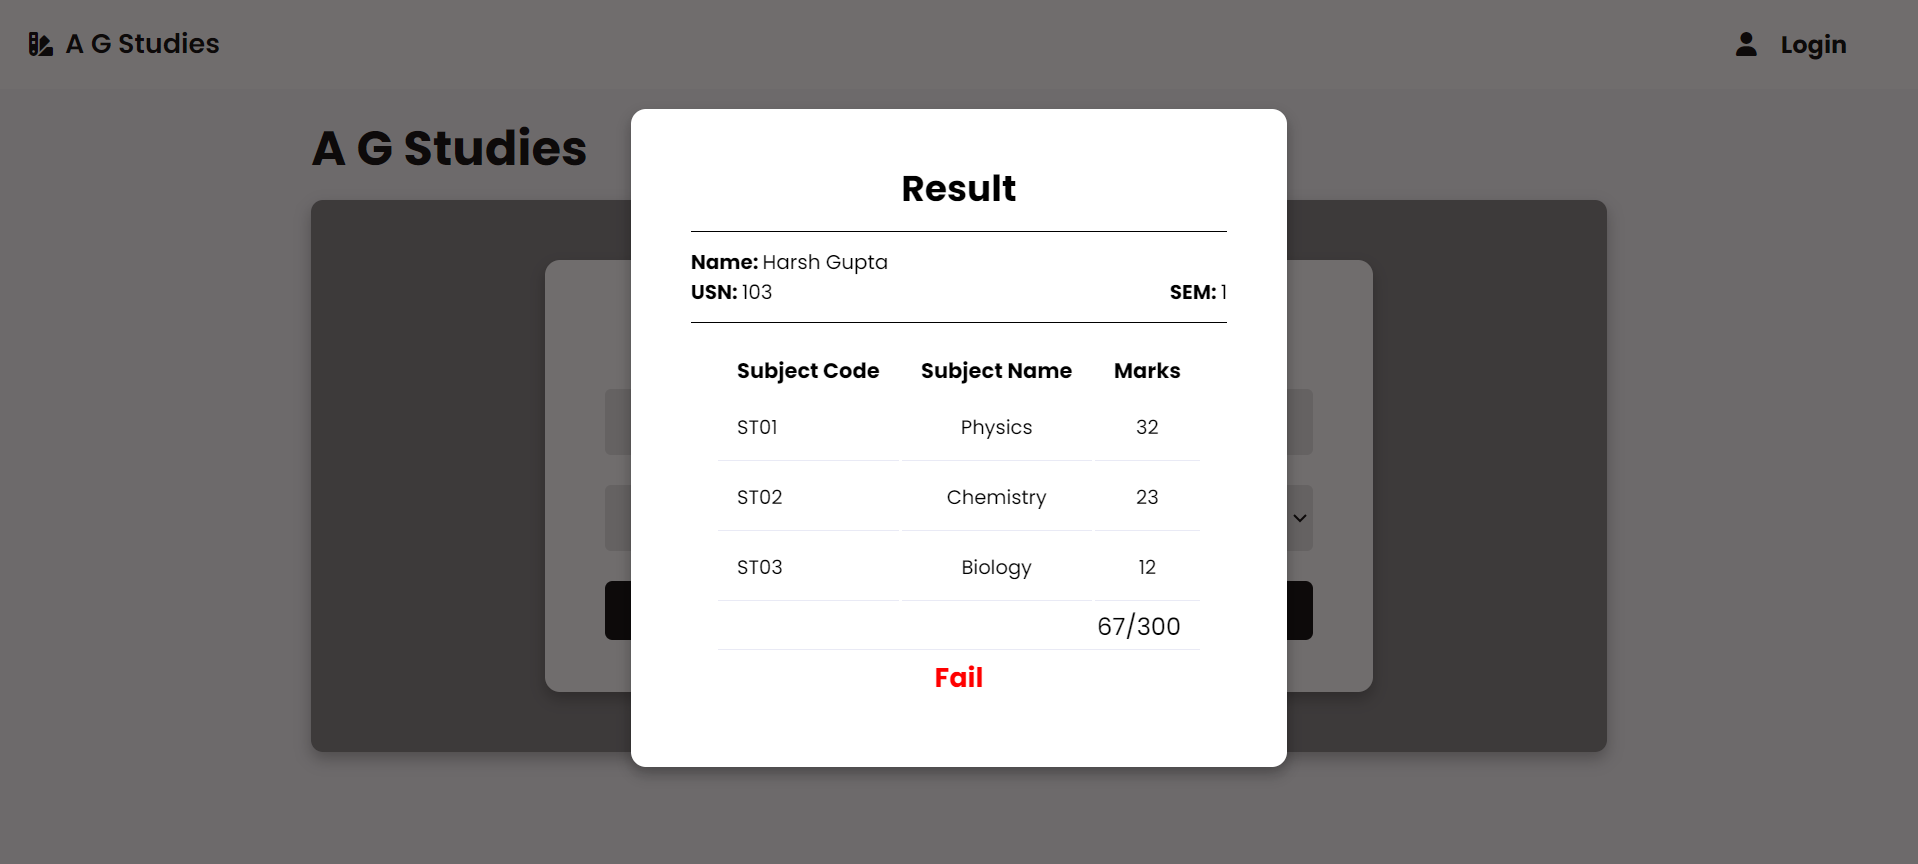 A G Studies
Login
A G Studies
Result
Name: Harsh Gupta
USN: 103 SEM: 1
Subject Code Subject Name Marks
ST01 Physics 32
ST02 Chemistry 23
ST03 Biology 12
67/300
Fail